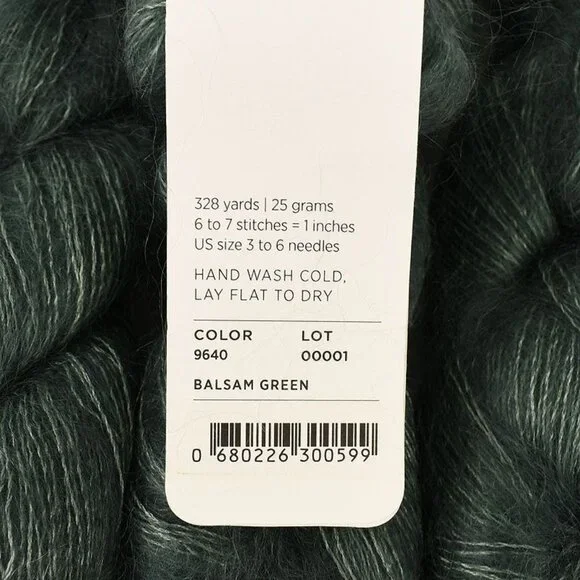 328 yards | 25 grams
6 to 7 stitches = 1 inches
US size 3 to 6 needles
HAND WASH COLD,
LAY FLAT TO DRY
COLOR LOT
9640 00001
BALSAM GREEN
0 680226 300599